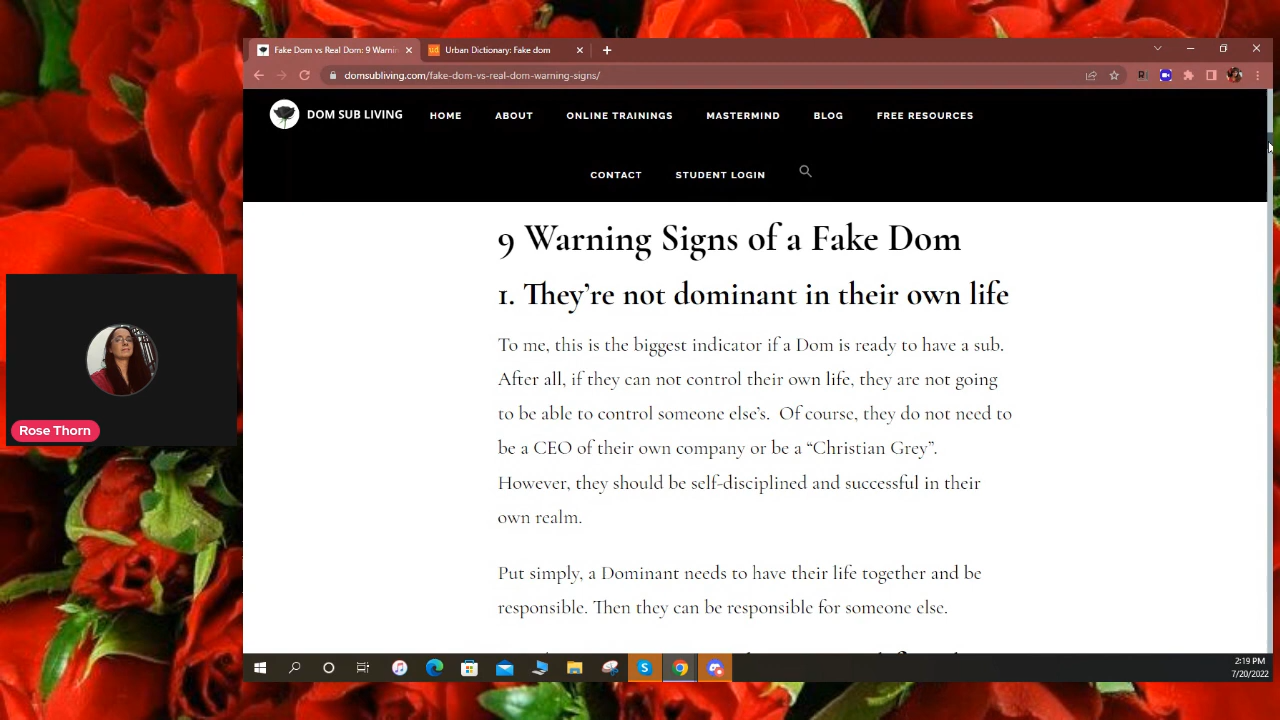 Fake Dom vs Real Dom: 9 Warnin
Urban Dictionary: Fake dom
domsubliving.com/fake-dom-vs-real-dom-warning-signs/
DOM SUB LIVING
HOME
ABOUT
ONLINE TRAININGS
MASTERMIND
BLOG
FREE RESOURCES
CONTACT
STUDENT LOGIN
9 Warning Signs of a Fake Dom
1. They're not dominant in their own life
To me, this is the biggest indicator if a Dom is ready to have a sub.
After all, if they can not control their own life, they are not going
to be able to control someone else's. Of course, they do not need to
be a CEO of their own company or be a “Christian Grey”.
However, they should be self-disciplined and successful in their
own realm.
Put simply, a Dominant needs to have their life together and be
responsible. Then they can be responsible for someone else.
Rose Thorn
2:19 PM
7/20/2022